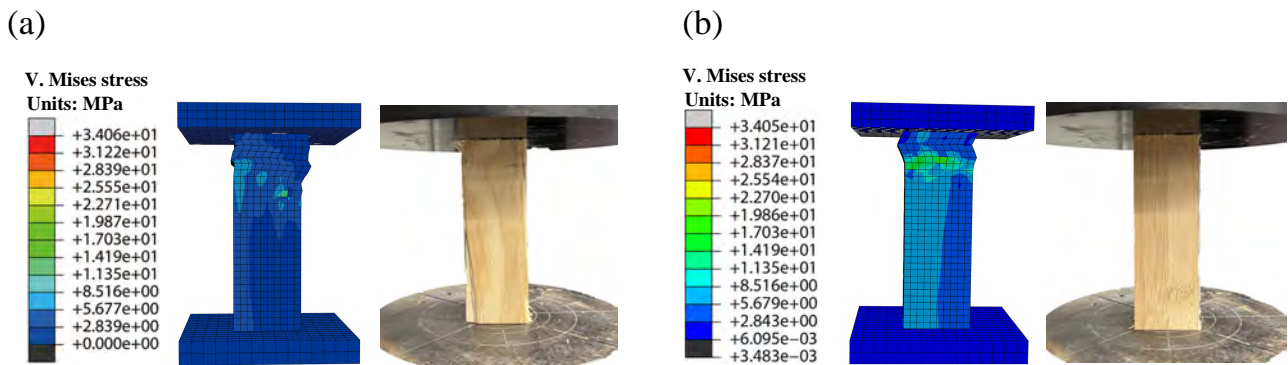 (a)
V. Mises stress
Units: MPa
+3.406e+01
+3.122e+01
+2.839e+01
+2.555e+01
+2.271e+01
+1.987e+01
+1.703e+01
+1.419e+01
+1.135e+01
+8.516e+00
+5.677e+00
+2.839e+00
+0.000e+00
(b)
V. Mises stress
Units: MPa
+3.405e+01
+3.121e+01
+2.837e+01
+2.554e+01
+2.270e+01
+1.986e+01
+1.703e+01
+1.419e+01
+1.135e+01
+8.516e+00
+5.679e+00
+2.843e+00
+6.095e−03
+3.483e−03